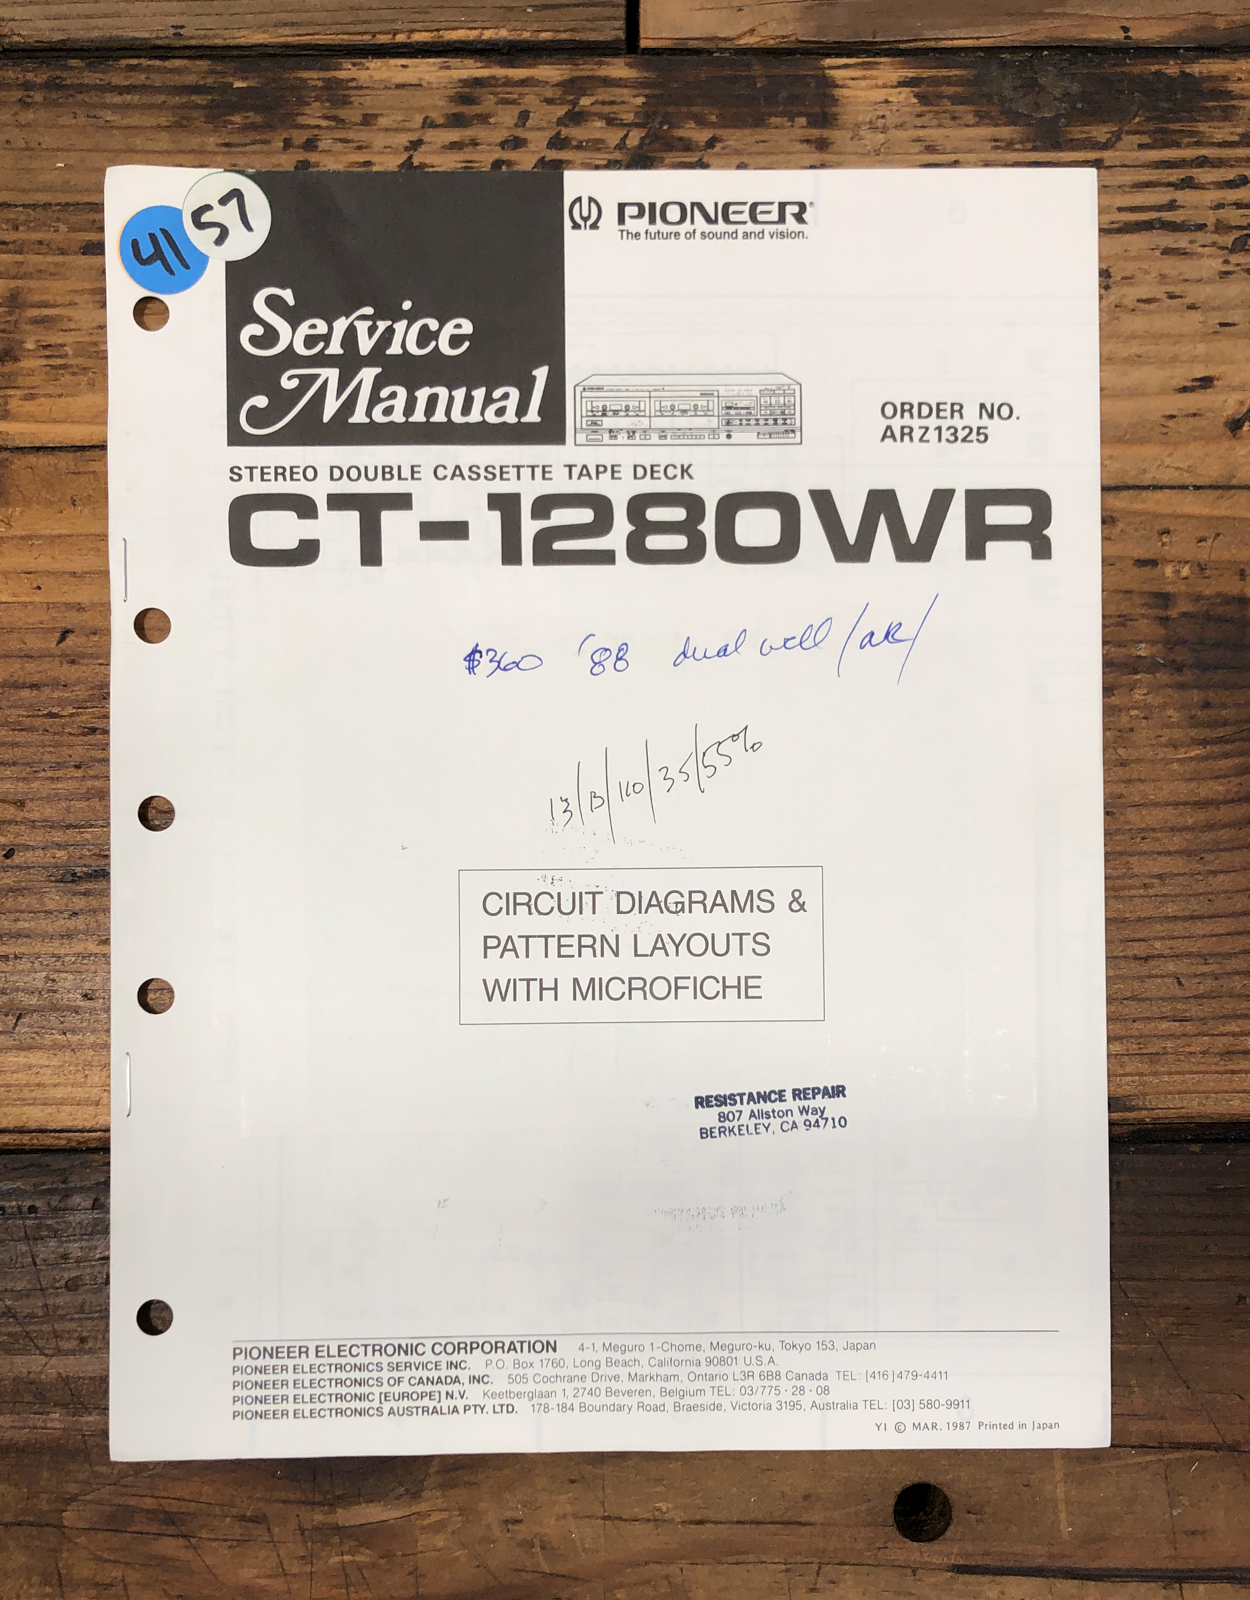 57
41
PIONEER
The future of sound and vision.
Service
Manual
ORDER NO.
ARZ1325
STEREO DOUBLE CASSETTE TAPE DECK
CT-1280WR
$360 '88 dual well /aR/
13/B/110/35/55%
CIRCUIT DIAGRAMS &
PATTERN LAYOUTS
WITH MICROFICHE
RESISTANCE REPAIR
807 Allston Way
BERKELEY, CA 94710
PIONEER ELECTRONIC CORPORATION 4-1, Meguro 1-Chome, Meguro-ku, Tokyo 153, Japan
PIONEER ELECTRONICS SERVICE INC. P.O. Box 1760, Long Beach, California 90801 U.S.A.
PIONEER ELECTRONICS OF CANADA, INC. 505 Cochrane Drive, Markham, Ontario L3R 6B8 Canada TEL: [416] 479-4411
PIONEER ELECTRONIC [EUROPE] N.V. Keetberglaan 1, 2740 Beveren, Belgium TEL: 03/775·28·08
PIONEER ELECTRONICS AUSTRALIA PTY. LTD. 178-184 Boundary Road, Braeside, Victoria 3195, Australia TEL: [03] 580-9911
YI © MAR. 1987 Printed in Japan